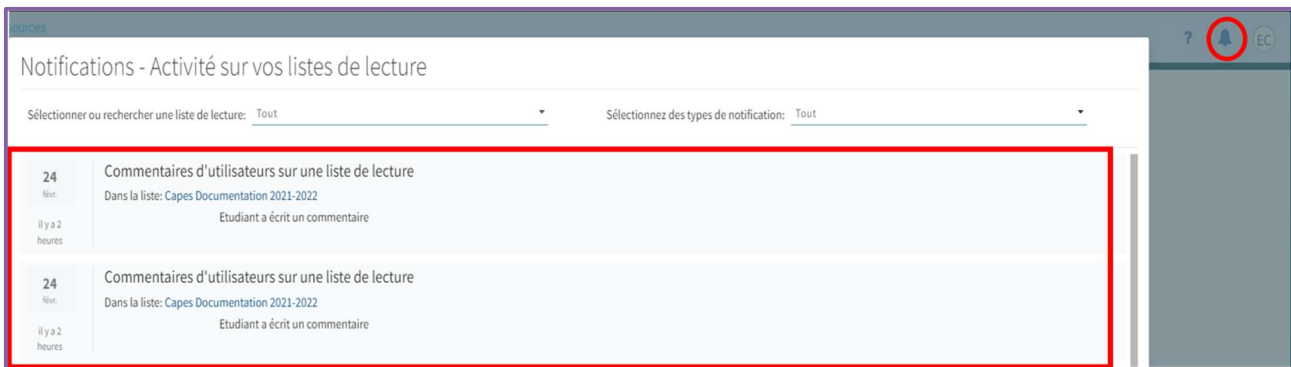 ources
? EC
Notifications - Activité sur vos listes de lecture
Sélectionner ou rechercher une liste de lecture: Tout Sélectionnez des types de notification: Tout
24
févr.
il y a 2
heures
Commentaires d'utilisateurs sur une liste de lecture
Dans la liste: Capes Documentation 2021-2022
Etudiant a écrit un commentaire
24
févr.
il y a 2
heures
Commentaires d'utilisateurs sur une liste de lecture
Dans la liste: Capes Documentation 2021-2022
Etudiant a écrit un commentaire